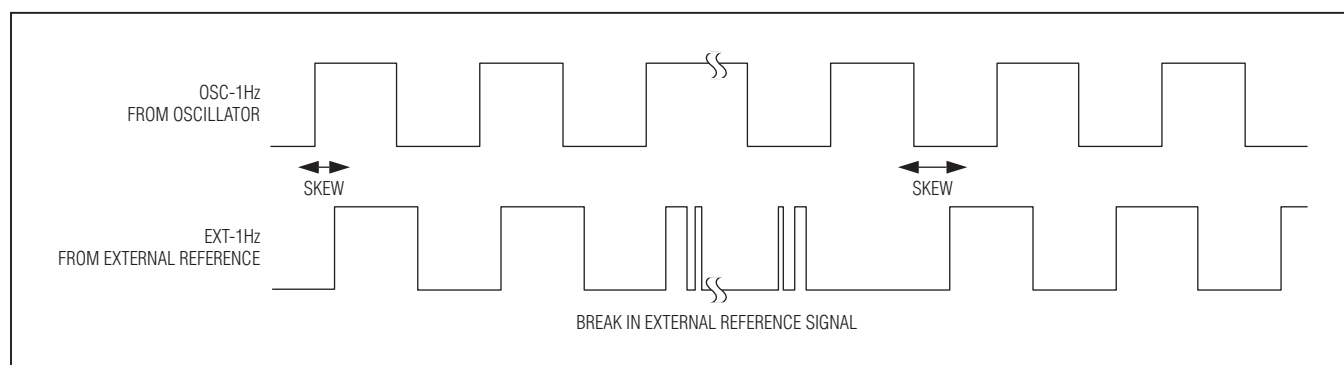 OSC-1Hz
FROM OSCILLATOR
SKEW
SKEW
EXT-1Hz
FROM EXTERNAL REFERENCE
BREAK IN EXTERNAL REFERENCE SIGNAL